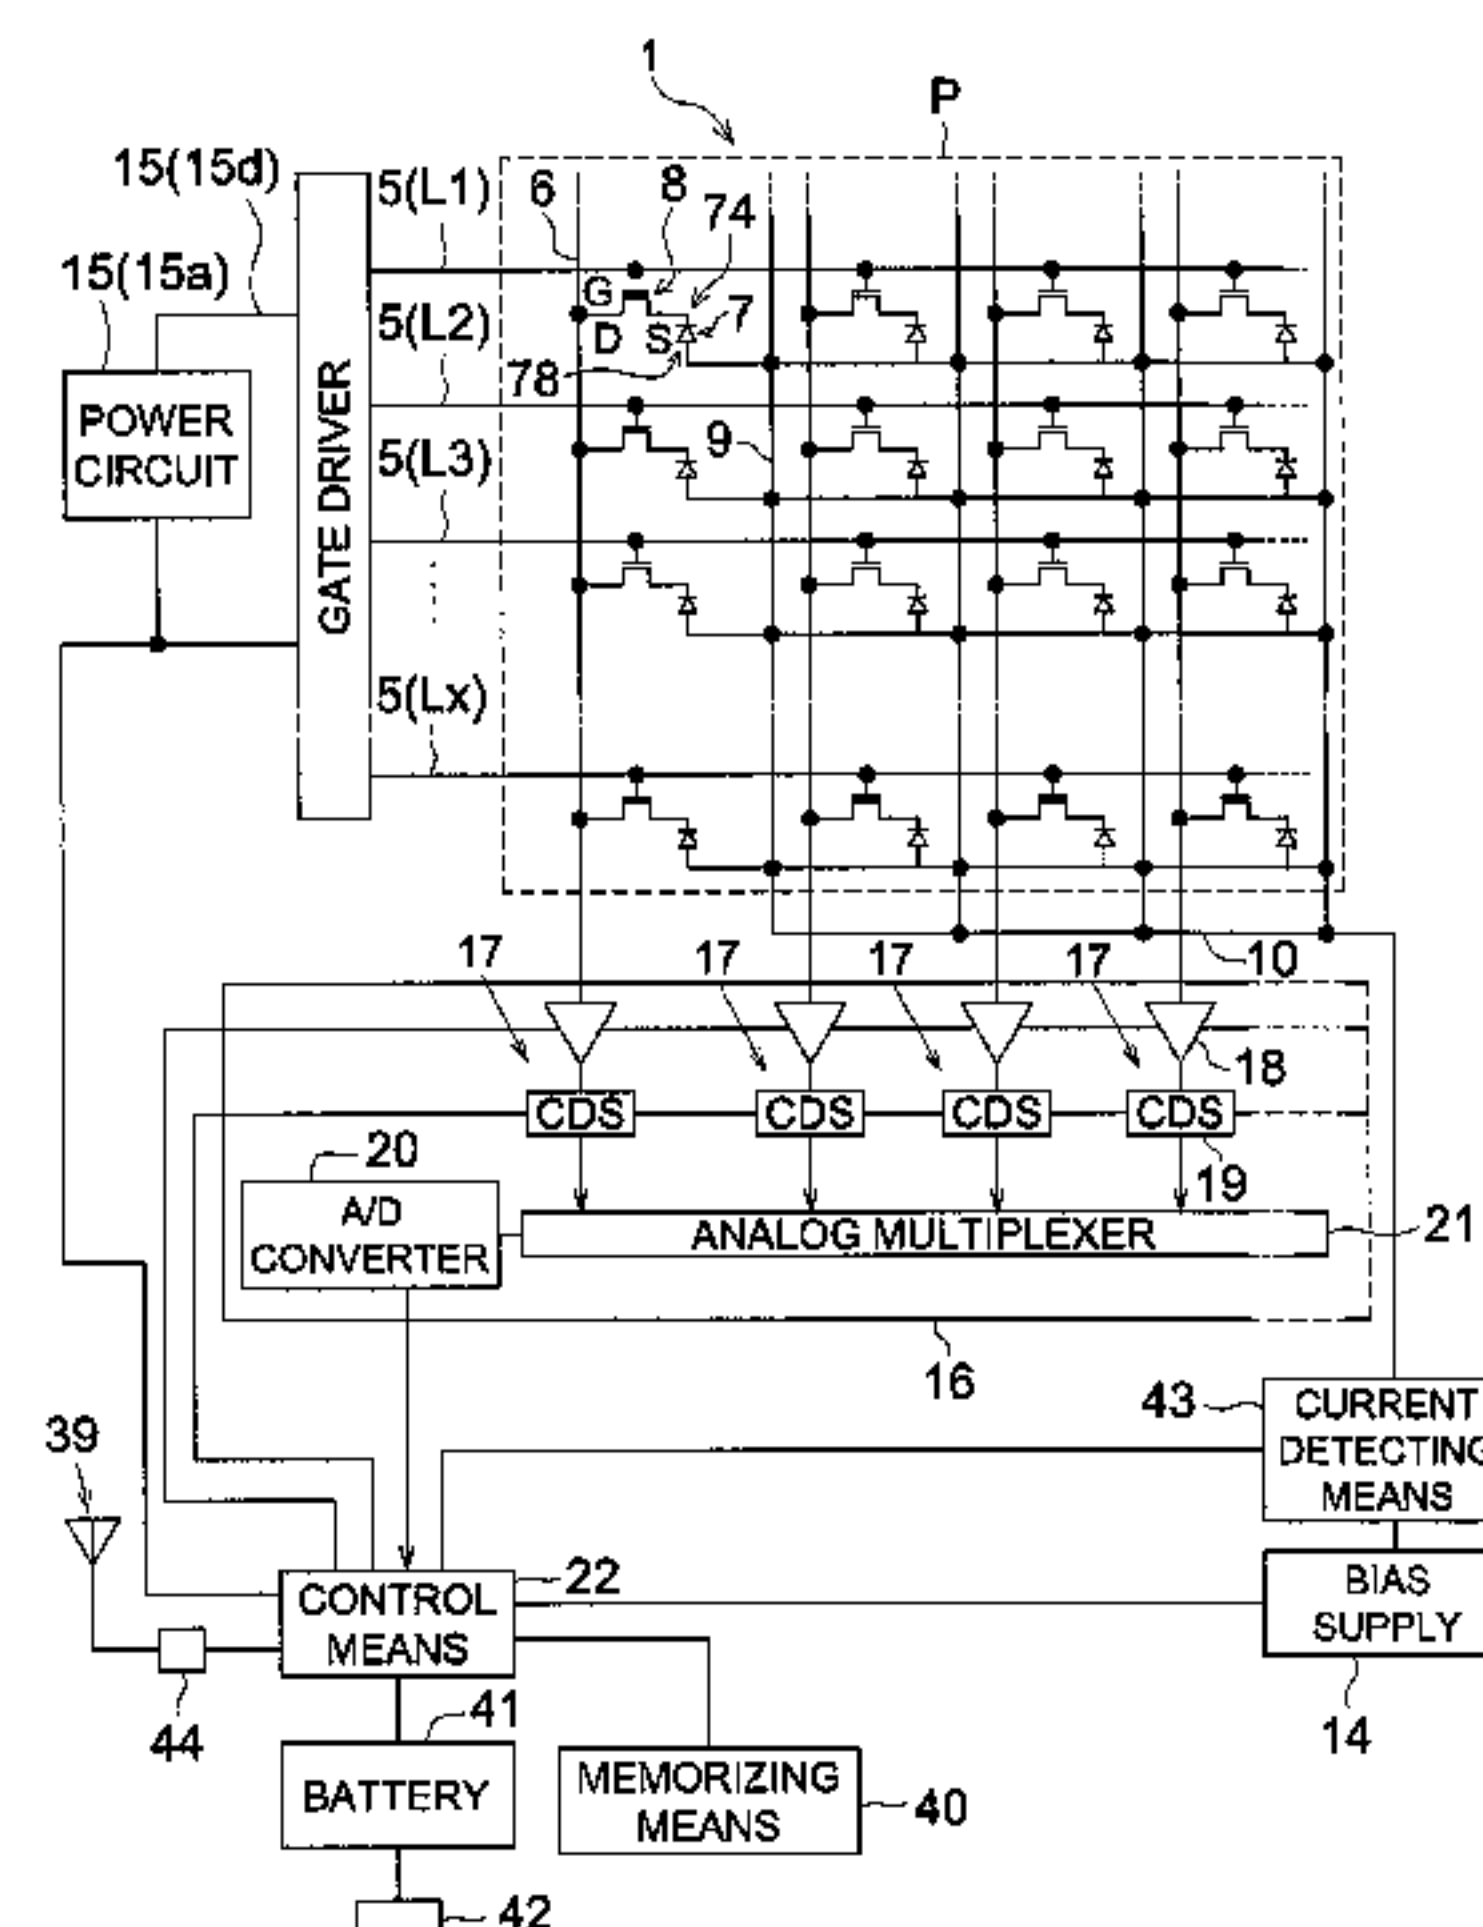 1
P
15(15d)
5(L1)
6
8
74
15(15a)
G
5(L2)
D
S
7
78
POWER
CIRCUIT
GATE DRIVER
5(L3)
9
5(Lx)
17
17
17
17
10
18
CDS
CDS
CDS
CDS
20
19
A/D
CONVERTER
ANALOG MULTIPLEXER
21
16
43
CURRENT
DETECTING
MEANS
39
22
CONTROL
MEANS
BIAS
SUPPLY
44
41
14
BATTERY
MEMORIZING
MEANS
40
42